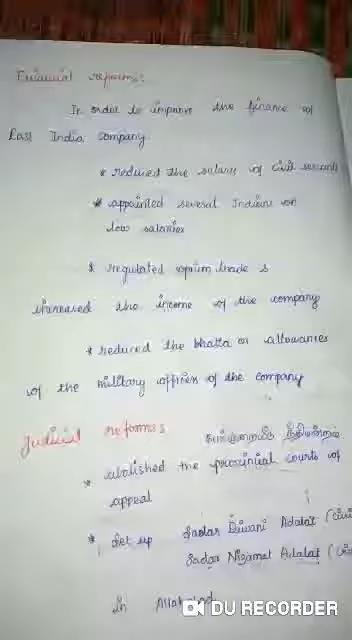 Financial reforms:
In order to improve the finance of
East India company
* reduced the salary of civil servants
* appointed several Indians on
low salaries
* regulated opium trade &
increased the income of the company
* reduced the bhatta or allowances
of the military officers of the company
Judicial reforms
* abolished the provincial courts of
appeal
* set up Sadar Diwani Adalat
Sadar Nizamat Adalat
in Allahabad
DU RECORDER